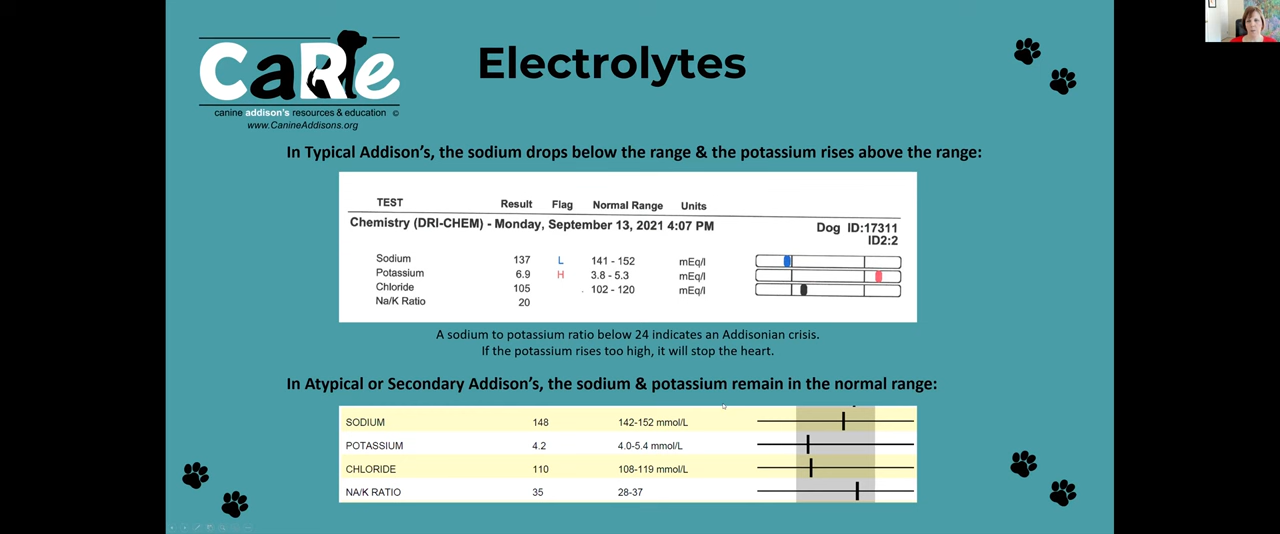 CaRe
canine addison's resources & education ©
www.CanineAddisons.org
Electrolytes
In Typical Addison's, the sodium drops below the range & the potassium rises above the range:
TEST Result Flag Normal Range Units
Chemistry (DRI-CHEM) - Monday, September 13, 2021 4:07 PM Dog ID:17311
ID2:2
Sodium 137 L 141 - 152 mEq/l
Potassium 6.9 H 3.8 - 5.3 mEq/l
Chloride 105 102 - 120 mEq/l
Na/K Ratio 20
A sodium to potassium ratio below 24 indicates an Addisonian crisis.
If the potassium rises too high, it will stop the heart.
In Atypical or Secondary Addison's, the sodium & potassium remain in the normal range:
SODIUM 148 142-152 mmol/L
POTASSIUM 4.2 4.0-5.4 mmol/L
CHLORIDE 110 108-119 mmol/L
NA/K RATIO 35 28-37